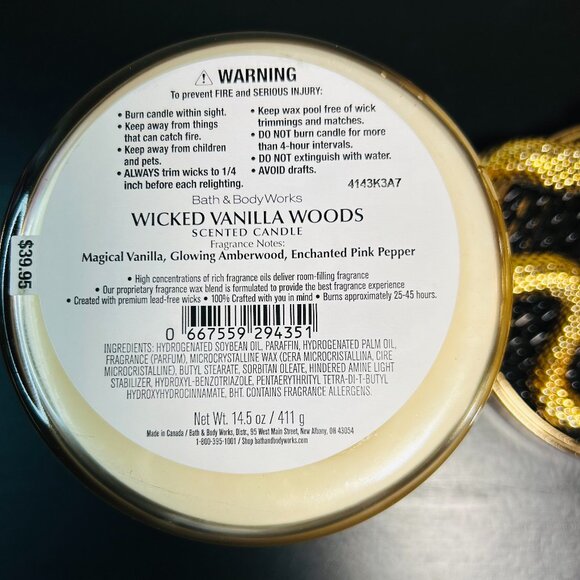 ⚠ WARNING
To prevent FIRE and SERIOUS INJURY:
• Burn candle within sight.
• Keep away from things
that can catch fire.
• Keep away from children
and pets.
• ALWAYS trim wicks to 1/4
inch before each relighting.
• Keep wax pool free of wick
trimmings and matches.
• DO NOT burn candle for more
than 4-hour intervals.
• DO NOT extinguish with water.
• AVOID drafts.
4143K3A7
Bath & Body Works
WICKED VANILLA WOODS
SCENTED CANDLE
Fragrance Notes:
Magical Vanilla, Glowing Amberwood, Enchanted Pink Pepper
• High concentrations of rich fragrance oils deliver room-filling fragrance
• Our proprietary fragrance wax blend is formulated to provide the best fragrance experience
• Created with premium lead-free wicks • 100% Crafted with you in mind • Burns approximately 25-45 hours.
0 667559 294351
INGREDIENTS: HYDROGENATED SOYBEAN OIL, PARAFFIN, HYDROGENATED PALM OIL,
FRAGRANCE (PARFUM), MICROCRYSTALLINE WAX (CERA MICROCRISTALLINA, CIRE
MICROCRISTALLINE), BUTYL STEARATE, SORBITAN OLEATE, HINDERED AMINE LIGHT
STABILIZER, HYDROXYL-BENZOTRIAZOLE, PENTAERYTHRITYL TETRA-DI-T-BUTYL
HYDROXYHYDROCINNAMATE, BHT. CONTAINS FRAGRANCE ALLERGENS.
Net Wt. 14.5 oz / 411 g
Made in Canada / Bath & Body Works, Distr., 95 West Main Street, New Albany, OH 43054
1-800-395-1001 / Shop bathandbodyworks.com
$39.95